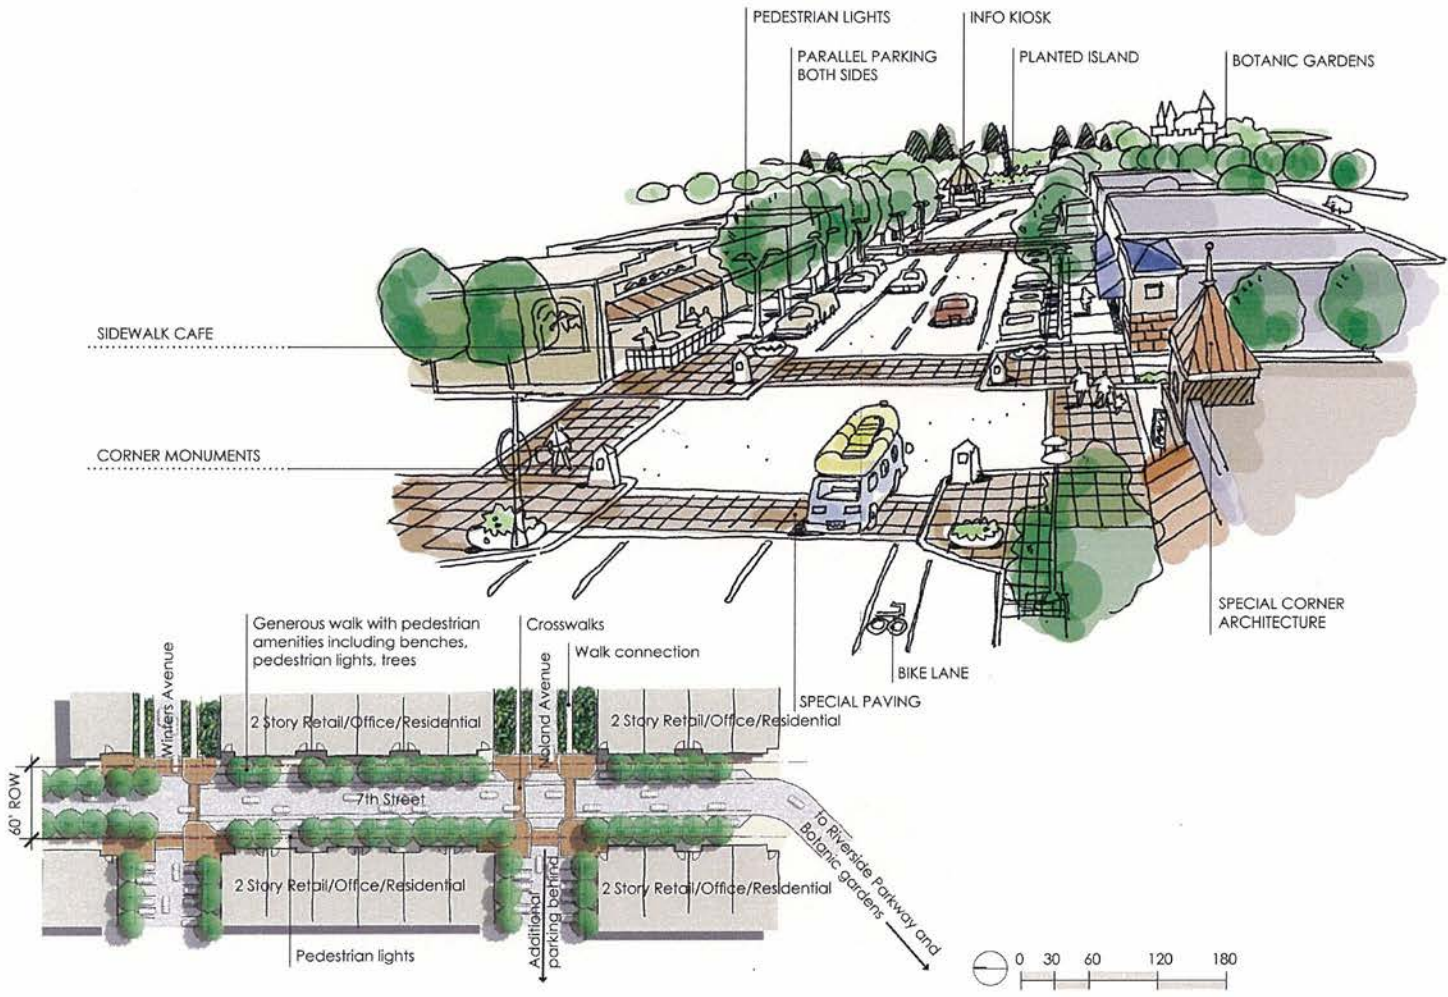 PEDESTRIAN LIGHTS
INFO KIOSK
PARALLEL PARKING
BOTH SIDES
PLANTED ISLAND
BOTANIC GARDENS
SIDEWALK CAFE
CORNER MONUMENTS
SPECIAL CORNER
ARCHITECTURE
BIKE LANE
SPECIAL PAVING
Generous walk with pedestrian
amenities including benches,
pedestrian lights, trees
Crosswalks
Walk connection
Winters Avenue
Noland Avenue
2 Story Retail/Office/Residential
2 Story Retail/Office/Residential
60' ROW
7th Street
To Riverside Parkway and
Botanic gardens
2 Story Retail/Office/Residential
2 Story Retail/Office/Residential
Additional
parking behind
Pedestrian lights
0 30 60 120 180